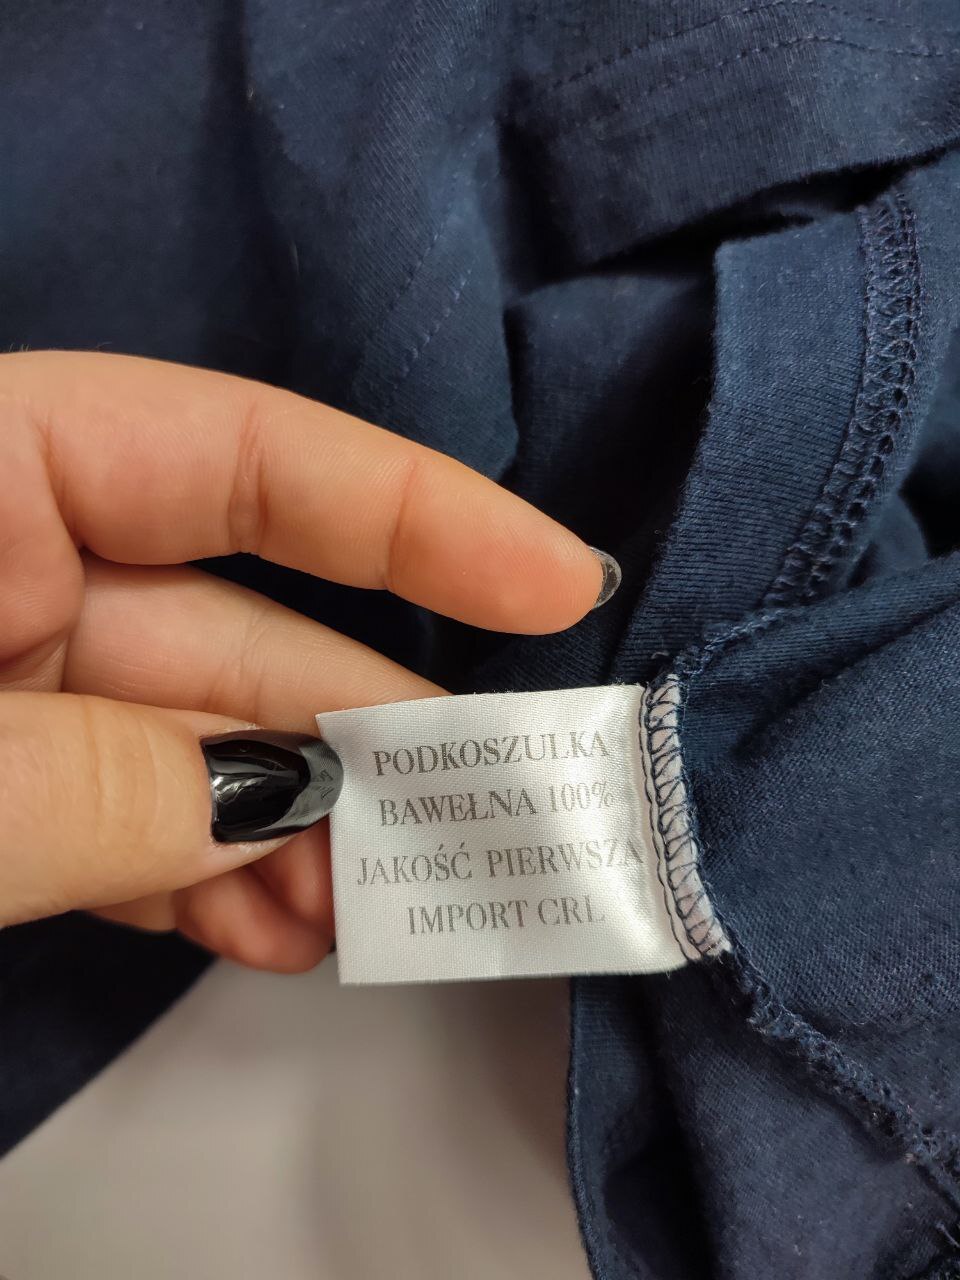 PODKOSZULKA
BAWEŁNA 100%
JAKOŚĆ PIERWSZA
IMPORT CRL